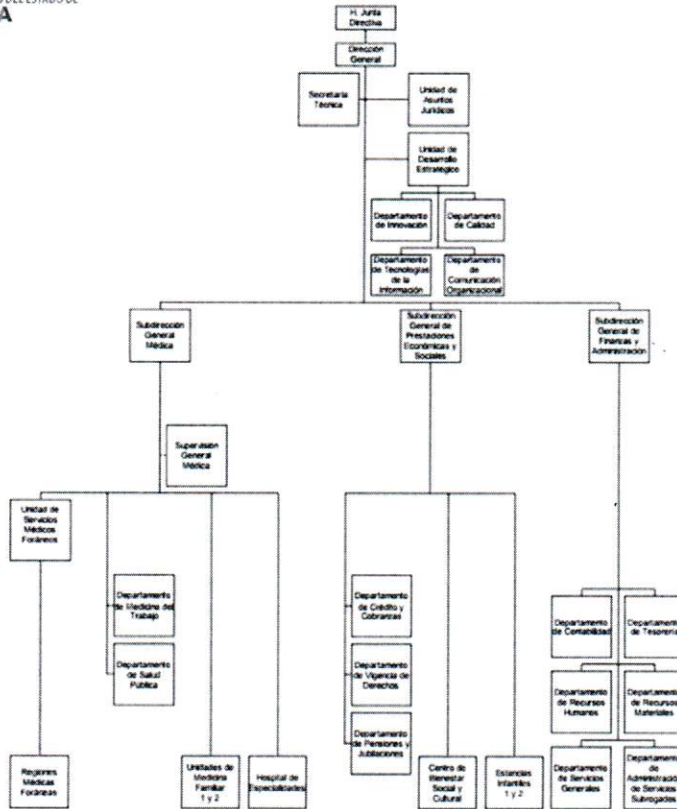 A
H. Junta
Directiva
Dirección
General
Secretaría
Técnica
Unidad de
Asuntos
Jurídicos
Unidad de
Desarrollo
Estratégico
Departamento
de Innovación
Departamento
de Calidad
Departamento
de Tecnologías
de la
Información
Departamento
de
Comunicación
Organizacional
Subdirección
General
Médica
Subdirección
General de
Prestaciones
Económicas y
Sociales
Subdirección
General de
Finanzas y
Administración
Supervisión
General
Médica
Unidad de
Servicios
Médicos
Foráneos
Departamento
de Medicina del
Trabajo
Departamento
de Crédito y
Cobranzas
Departamento
de Contabilidad
Departamento
de Tesorería
Departamento
de Salud
Pública
Departamento
de Vigencia de
Derechos
Departamento
de Recursos
Humanos
Departamento
de Recursos
Materiales
Departamento
de Pensiones y
Jubilaciones
Regiones
Médicas
Foráneas
Unidades de
Medicina
Familiar
1 y 2
Hospital de
Especialidades
Centro de
Bienestar
Social y
Cultural
Estancias
Infantiles
1 y 2
Departamento
de Servicios
Generales
Departamento
de
Administración
de Servicios
Subrogados